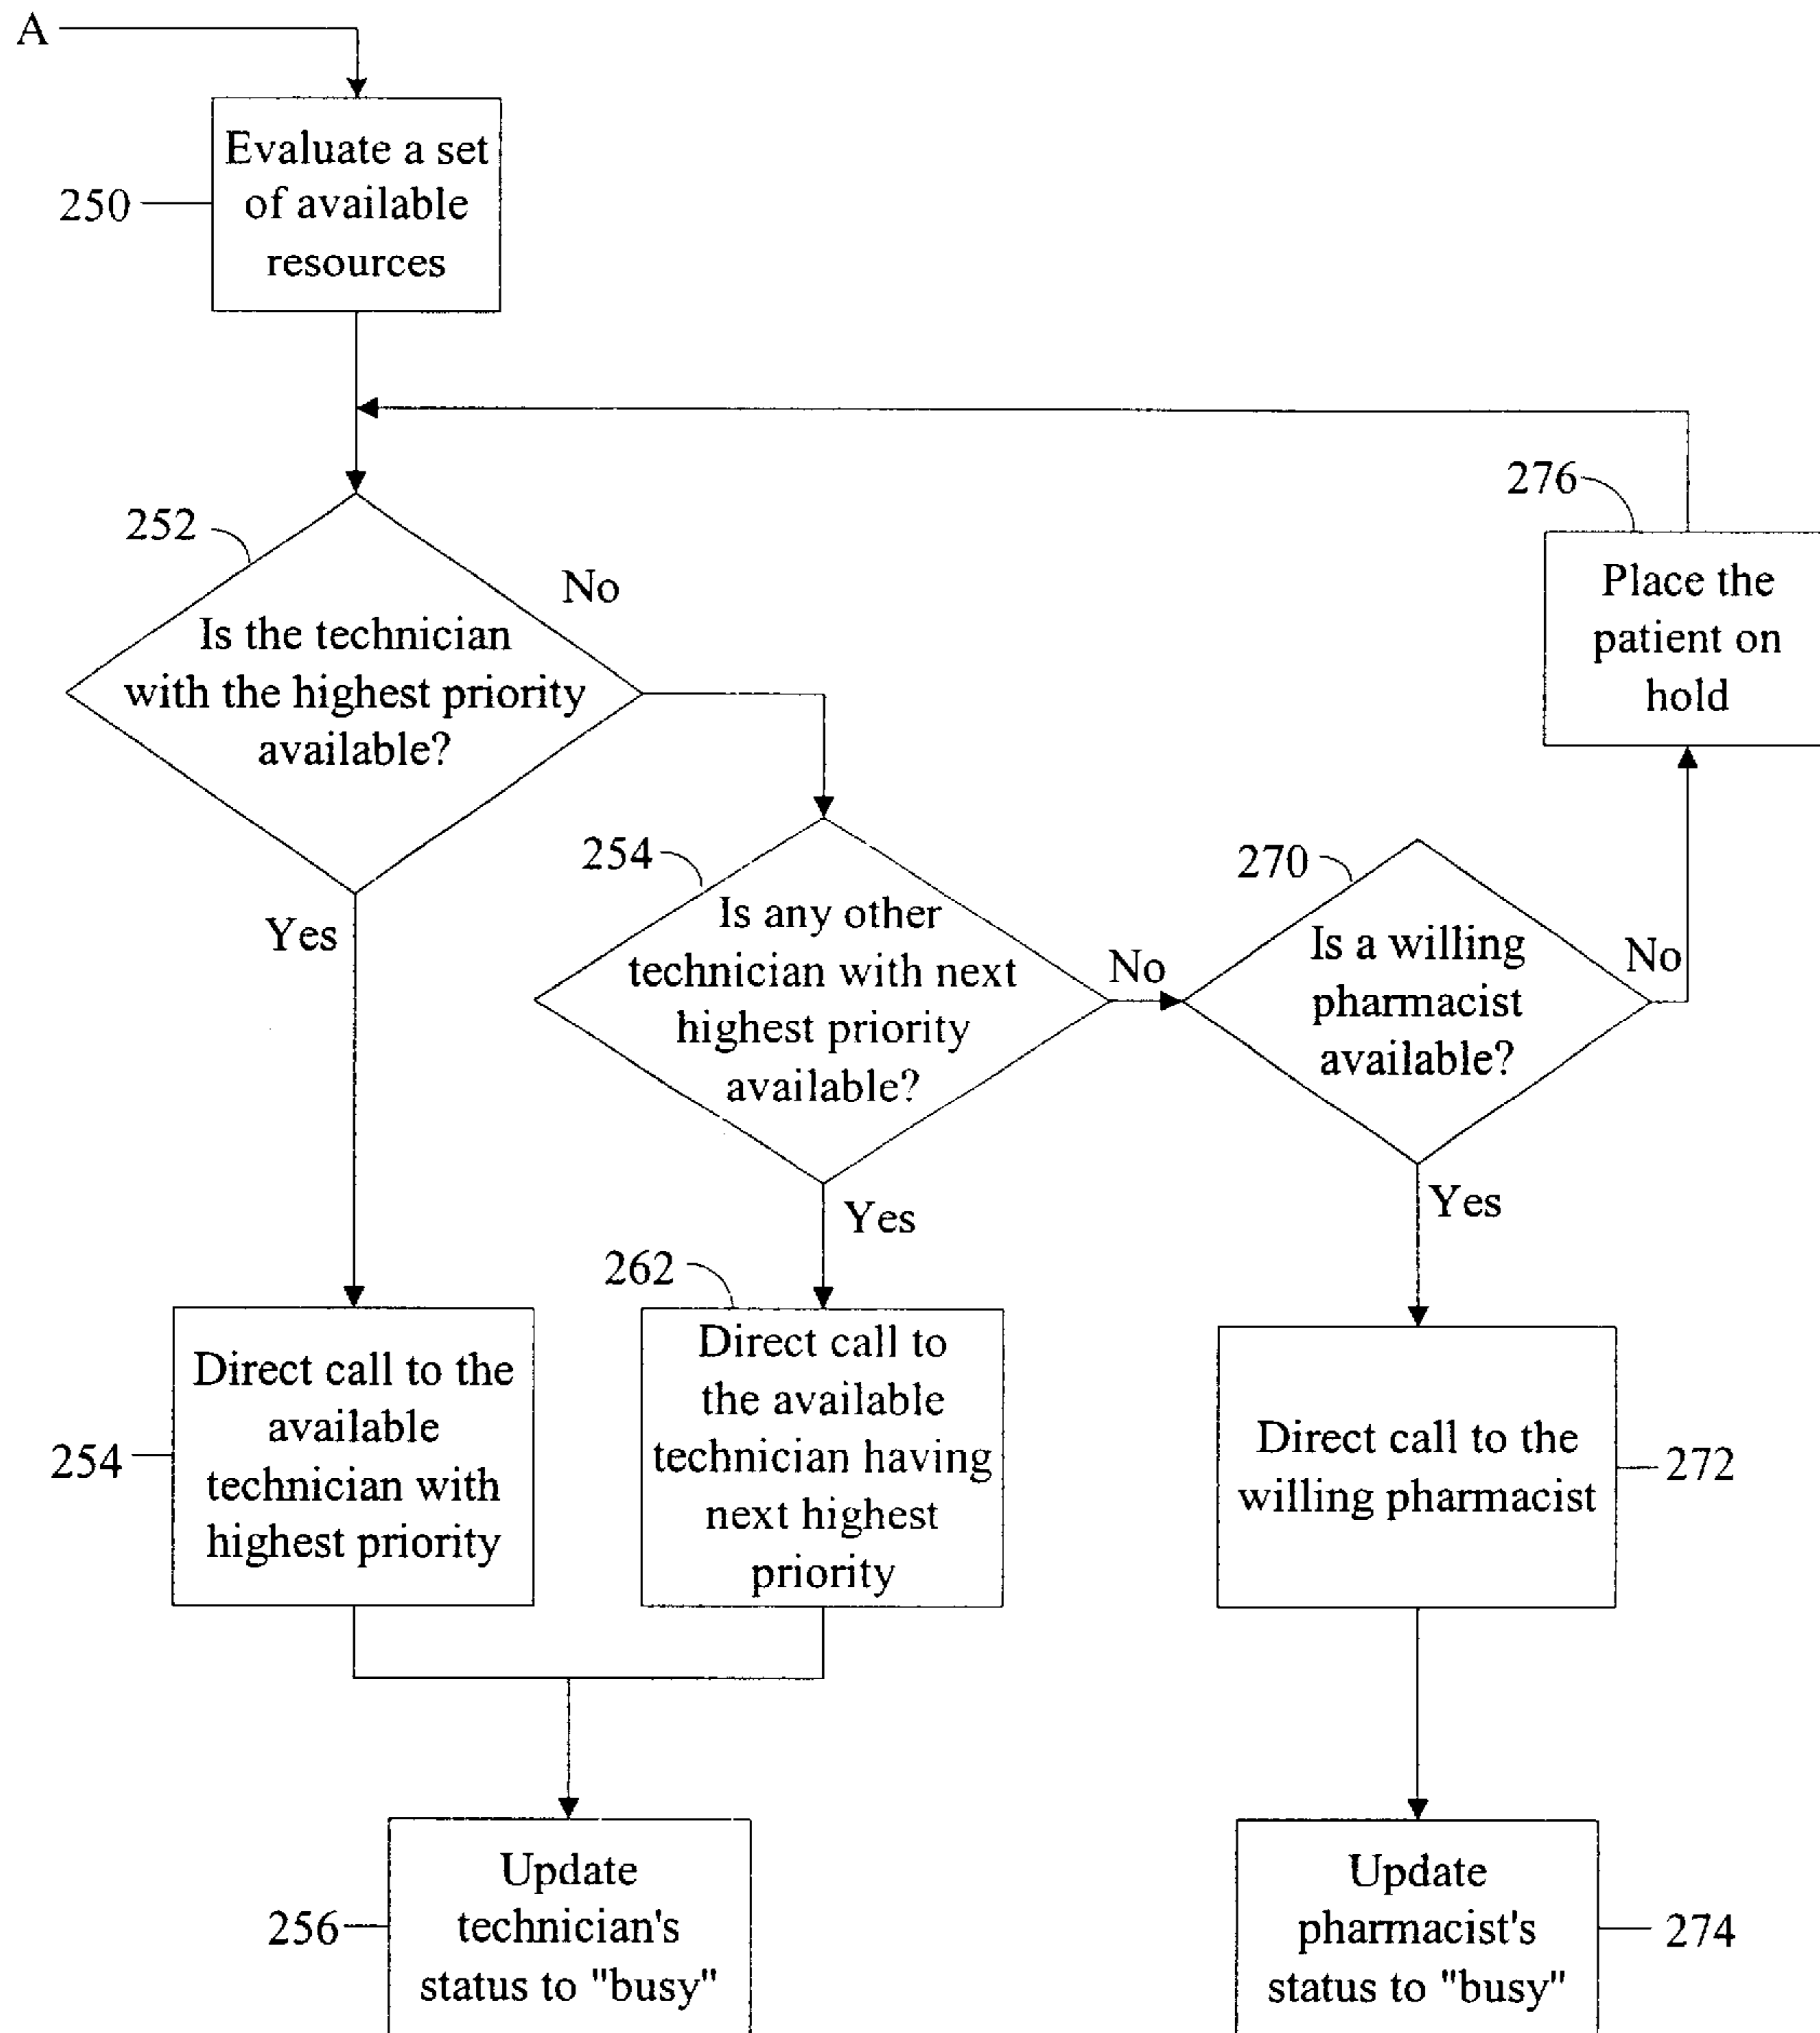 A
Evaluate a set
of available
resources
250
276
Place the
patient on
hold
252
No
Is the technician
with the highest priority
available?
Yes
254
Is any other
technician with next
highest priority
available?
No
Yes
270
Is a willing
pharmacist
available?
No
Yes
254
Direct call to the
available
technician with
highest priority
262
Direct call to
the available
technician having
next highest
priority
Direct call to the
willing pharmacist
272
256
Update
technician's
status to "busy"
Update
pharmacist's
status to "busy"
274